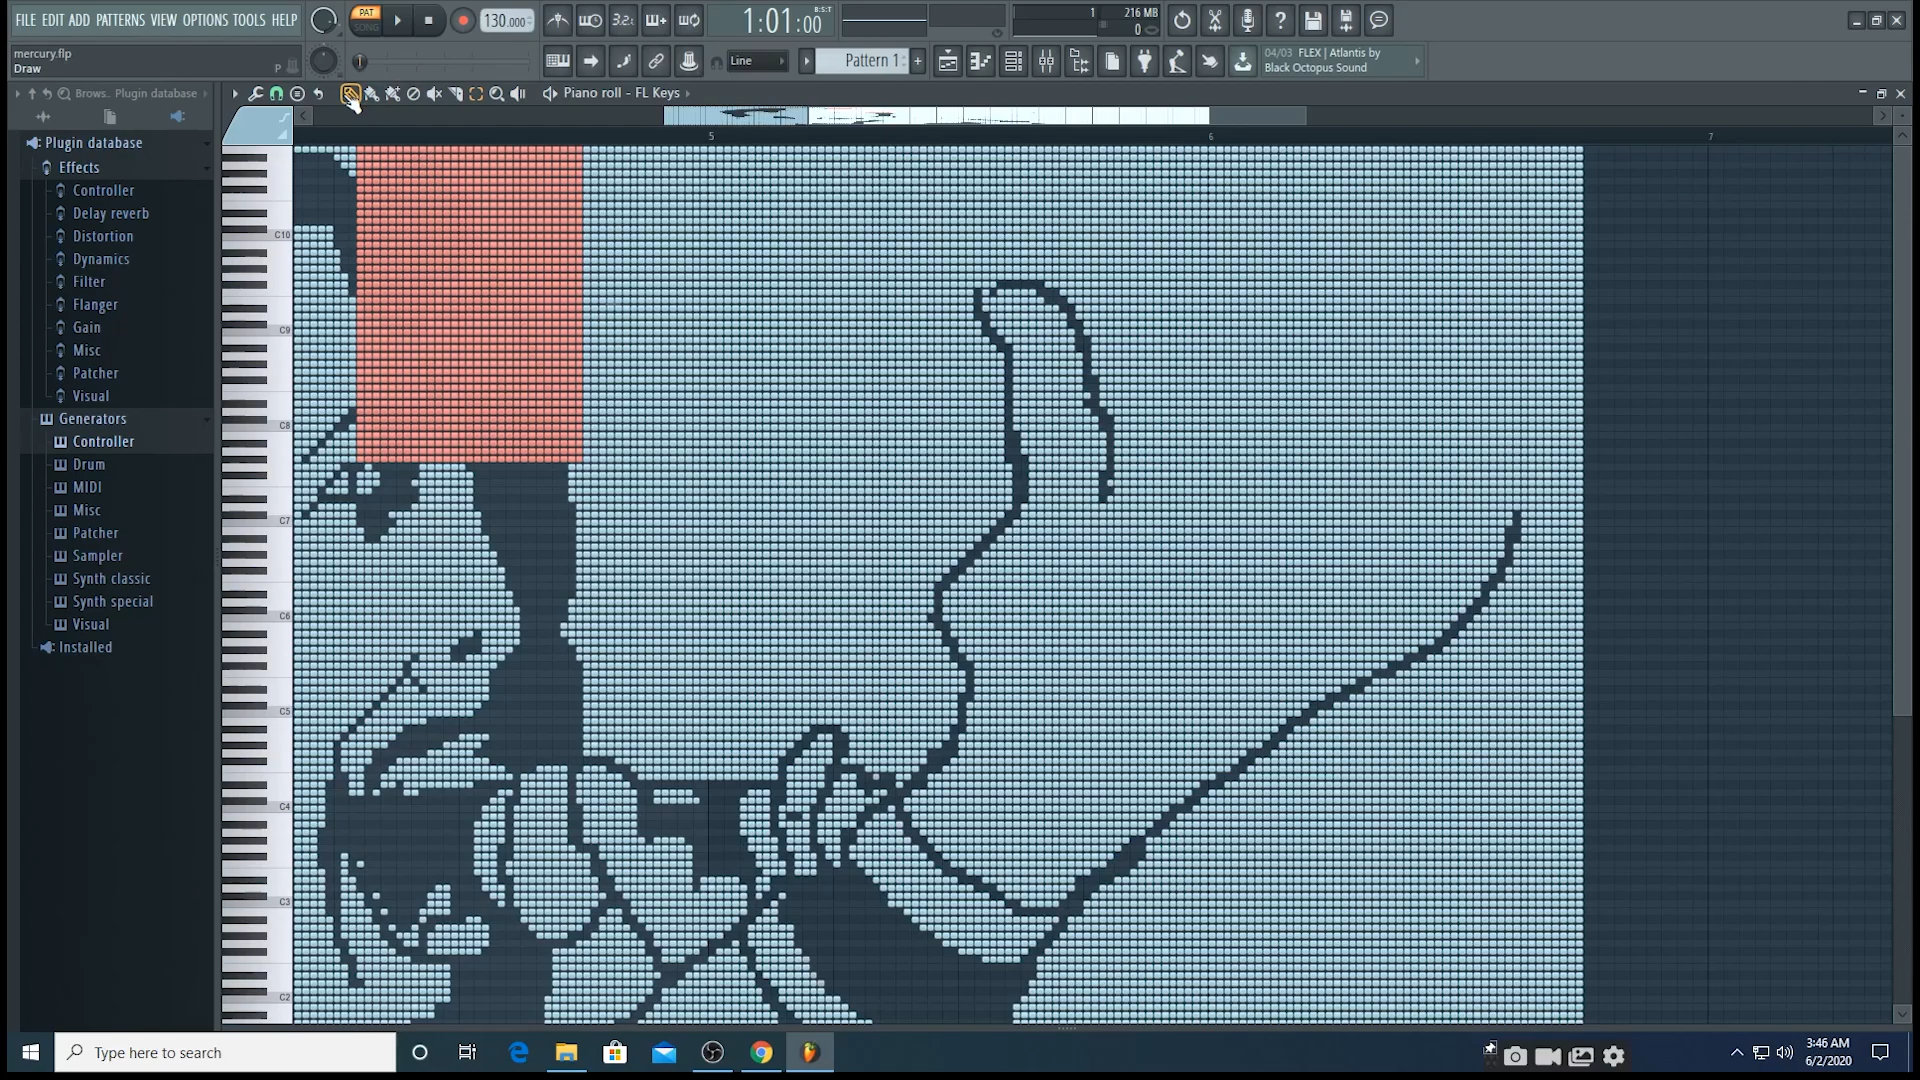 FILE EDIT ADD PATTERNS VIEW OPTIONS TOOLS HELP
PAT
SONG
130.000
3.2.1
1:01:00
B:S:T
1
216 MB
0
mercury.flp
Draw
P
Line
Pattern 1
04/03 FLEX | Atlantis by
Black Octopus Sound
Brows.. Plugin database
Piano roll - FL Keys
5
6
7
Plugin database
Effects
Controller
Delay reverb
Distortion
Dynamics
Filter
Flanger
Gain
Misc
Patcher
Visual
Generators
Controller
Drum
MIDI
Misc
Patcher
Sampler
Synth classic
Synth special
Visual
Installed
C10
C9
C8
C7
C6
C5
C4
C3
C2
Type here to search
3:46 AM
6/2/2020